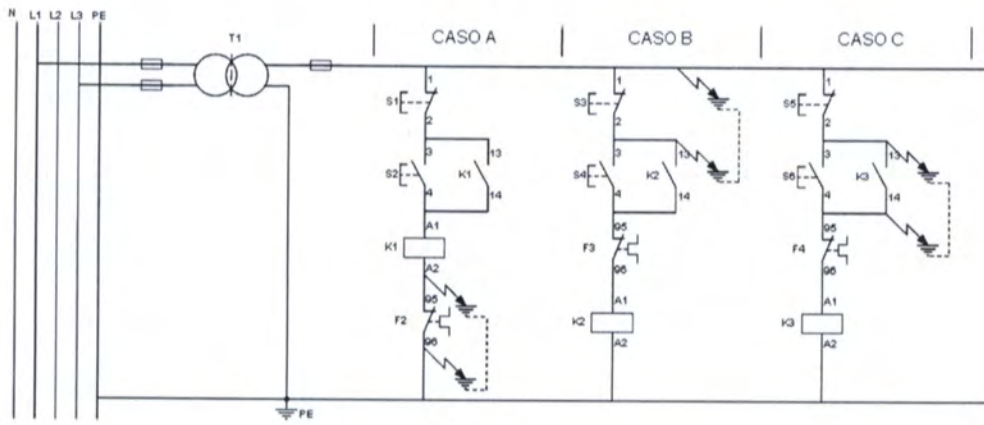 N L1 L2 L3 PE
T1
CASO A
CASO B
CASO C
1
S1
2
3
13
S2
K1
4
14
A1
K1
A2
95
F2
96
1
S3
2
3
13
S4
K2
4
14
95
F3
96
A1
K2
A2
1
S5
2
3
13
S6
K3
4
14
95
F4
96
A1
K3
A2
PE